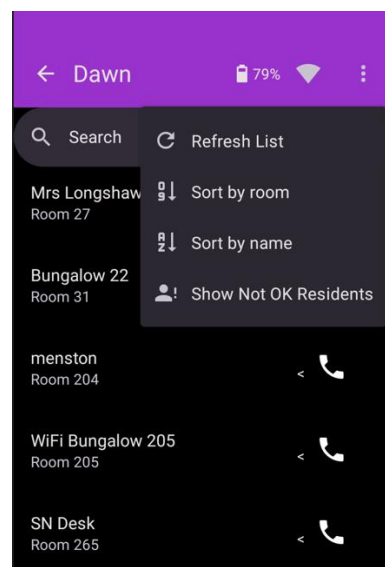 ← Dawn 79%
Search
Refresh List
Mrs Longshaw
Room 27
Sort by room
Sort by name
Bungalow 22
Room 31
Show Not OK Residents
menston
Room 204
<
WiFi Bungalow 205
Room 205
<
SN Desk
Room 265
<